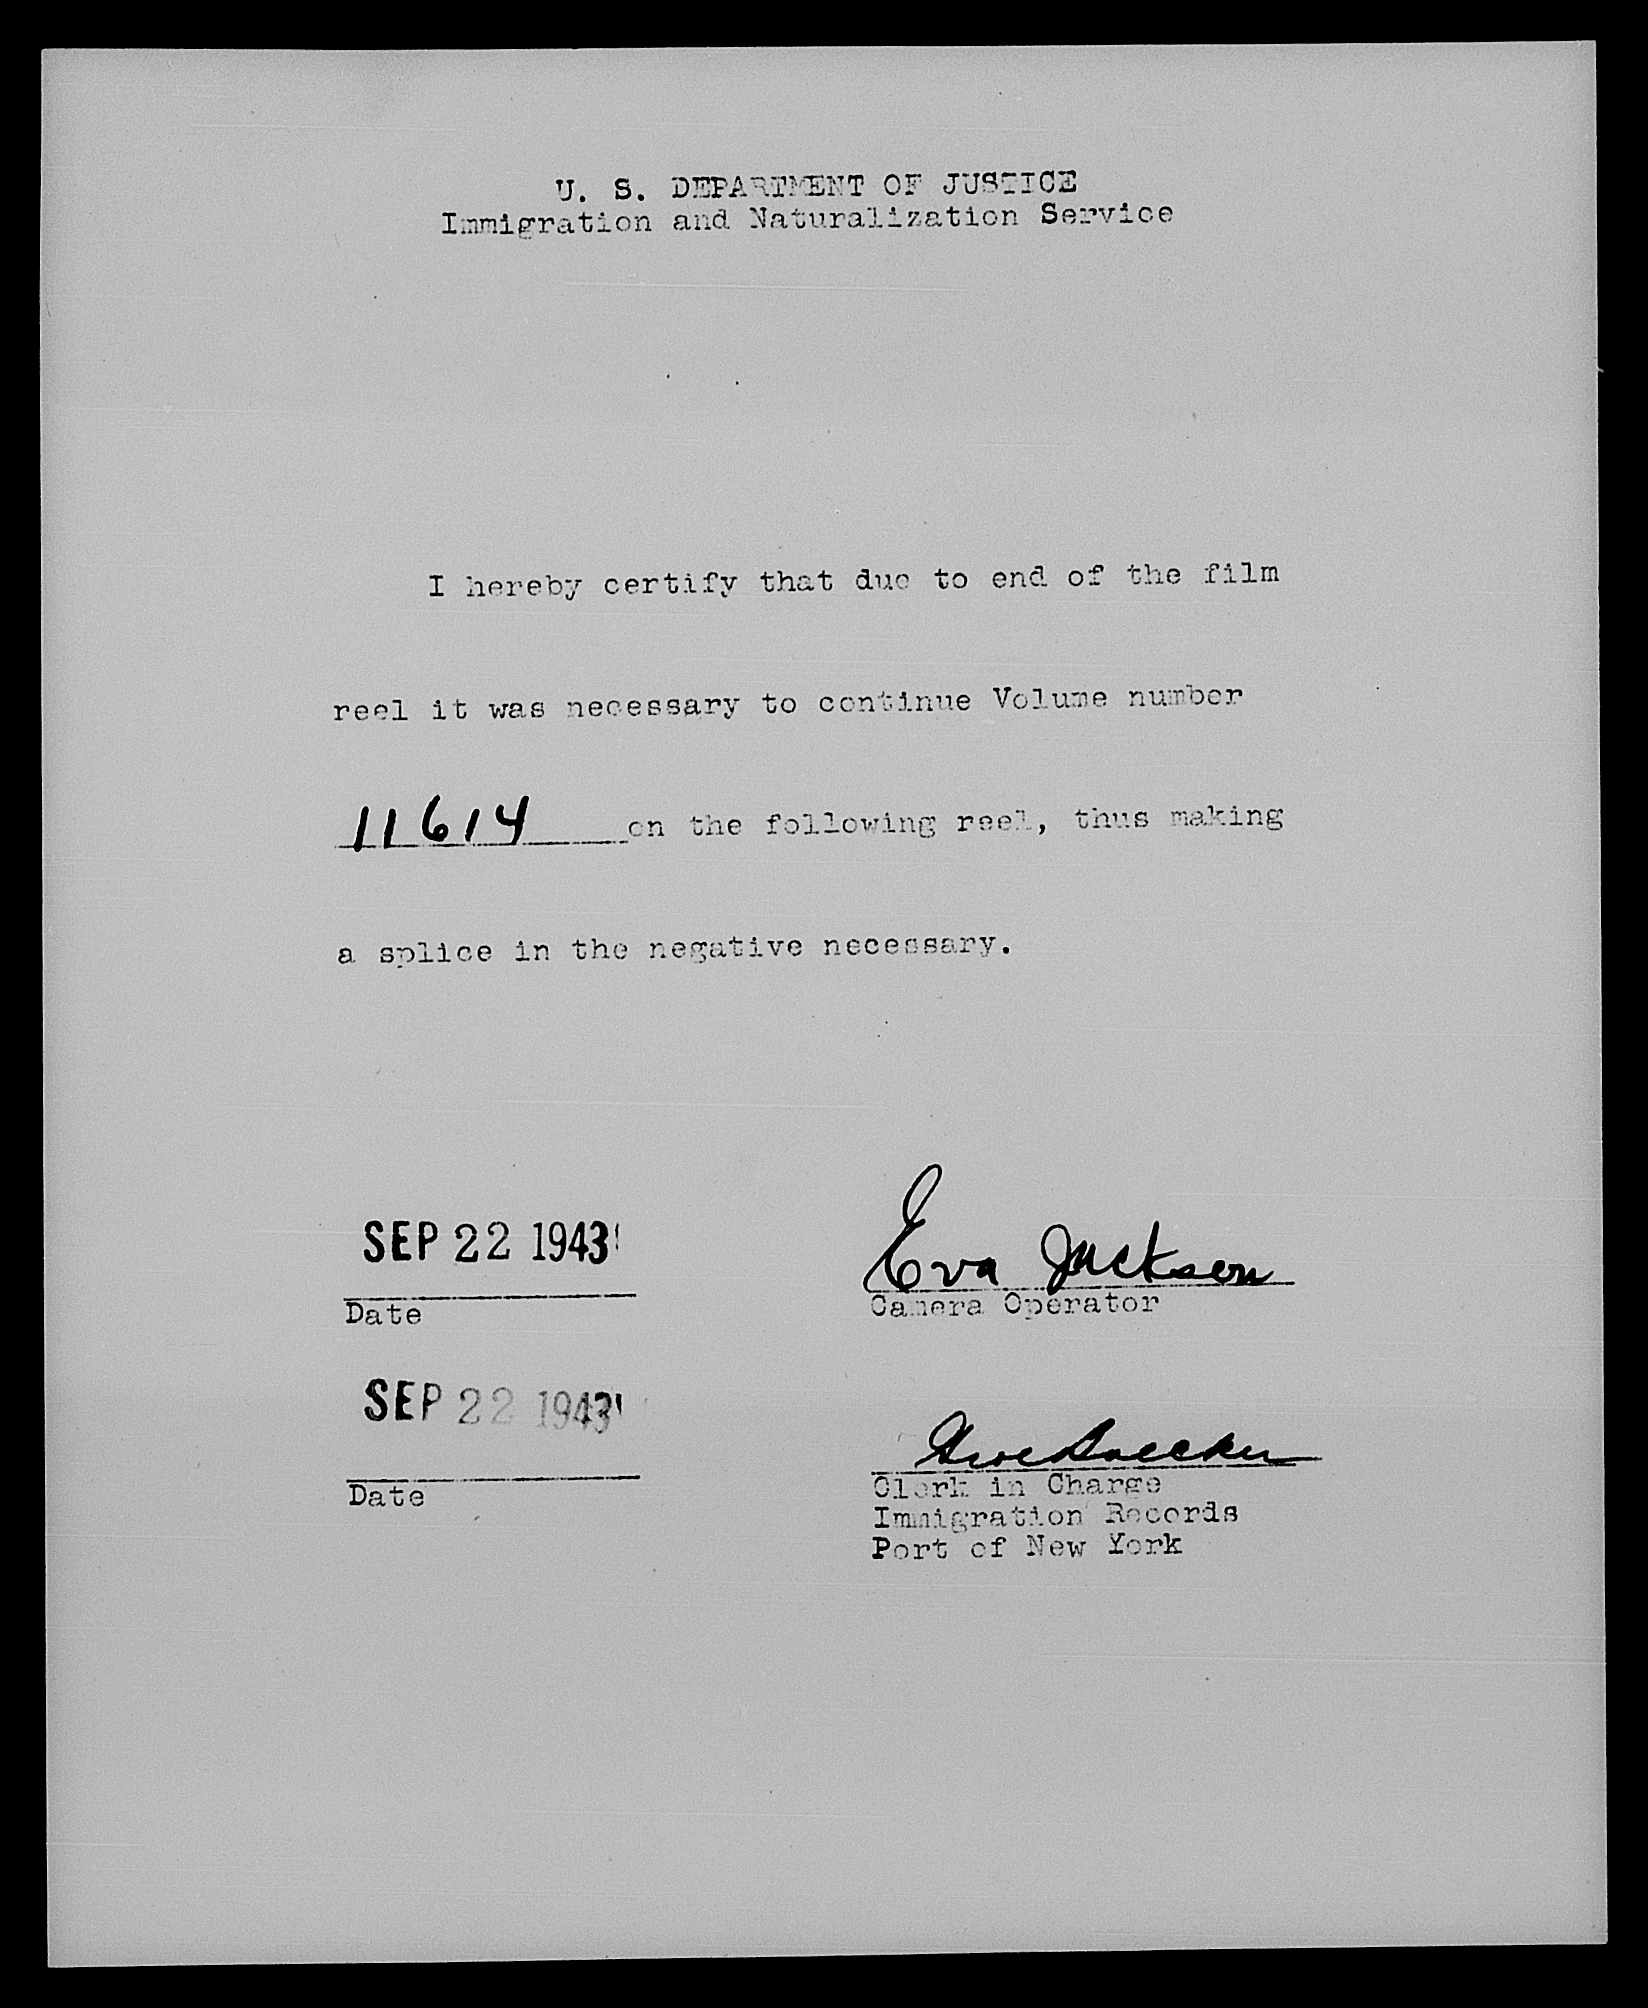 U. S. DEPARTMENT OF JUSTICE
Immigration and Naturalization Service
I hereby certify that due to end of the film
reel it was necessary to continue Volume number
11614 on the following reel, thus making
a splice in the negative necessary.
SEP 22 1943
Date
Eva Jackson
Camera Operator
SEP 22 1943
Date
Clerk in Charge
Immigration Records
Port of New York